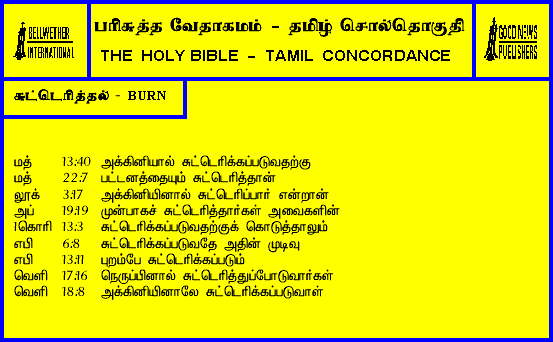 BELLWETHER
INTERNATIONAL
பரிசுத்த வேதாகமம் – தமிழ் சொல்தொகுதி
THE HOLY BIBLE – TAMIL CONCORDANCE
GOOD NEWS
PUBLISHERS
சுட்டெரித்தல் - BURN
மத் 13:40 அக்கினியால் சுட்டெரிக்கப்படுவதற்கு
மத் 22:7 பட்டனத்தையும் சுட்டெரித்தான்
லூக் 3:17 அக்கினியினால் சுட்டெரிப்பார் என்றான்
அப் 19:19 முன்பாகச் சுட்டெரித்தார்கள் அவைகளின்
1கொரி 13:3 சுட்டெரிக்கப்படுவதற்குக் கொடுத்தாலும்
எபி 6:8 சுட்டெரிக்கப்படுவதே அதின் முடிவு
எபி 13:11 புறம்பே சுட்டெரிக்கப்படும்
வெளி 17:16 நெருப்பினால் சுட்டெரித்துப்போடுவார்கள்
வெளி 18:8 அக்கினியினாலே சுட்டெரிக்கப்படுவாள்